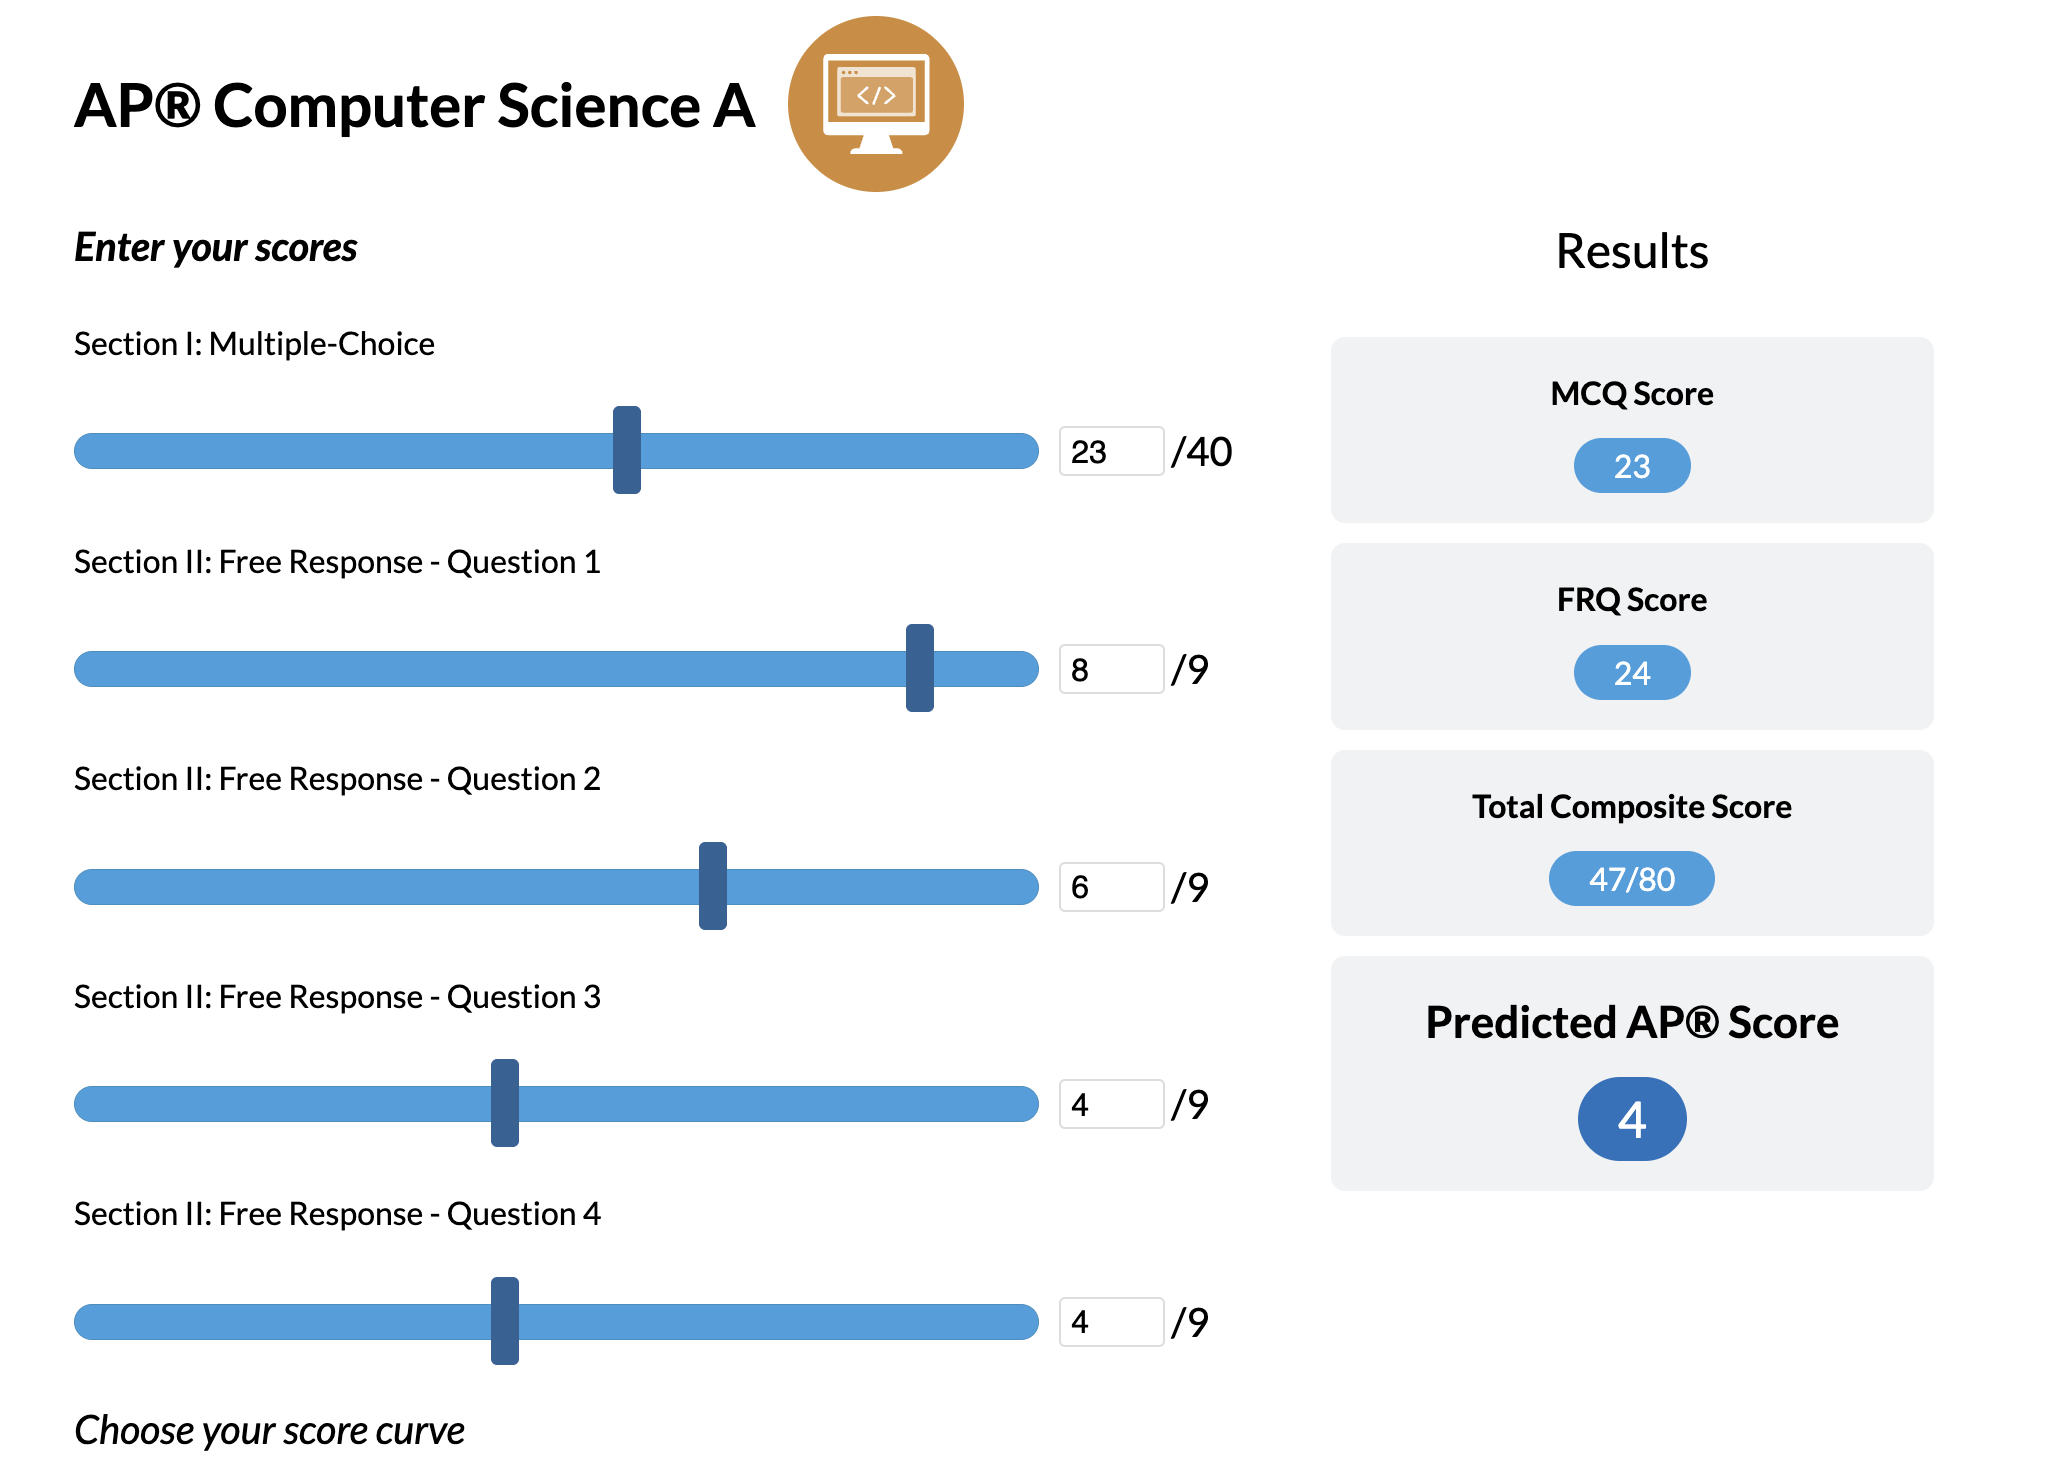 AP® Computer Science A
</>
Enter your scores
Section I: Multiple-Choice
23 /40
Section II: Free Response - Question 1
8 /9
Section II: Free Response - Question 2
6 /9
Section II: Free Response - Question 3
4 /9
Section II: Free Response - Question 4
4 /9
Choose your score curve
Results
MCQ Score
23
FRQ Score
24
Total Composite Score
47/80
Predicted AP® Score
4